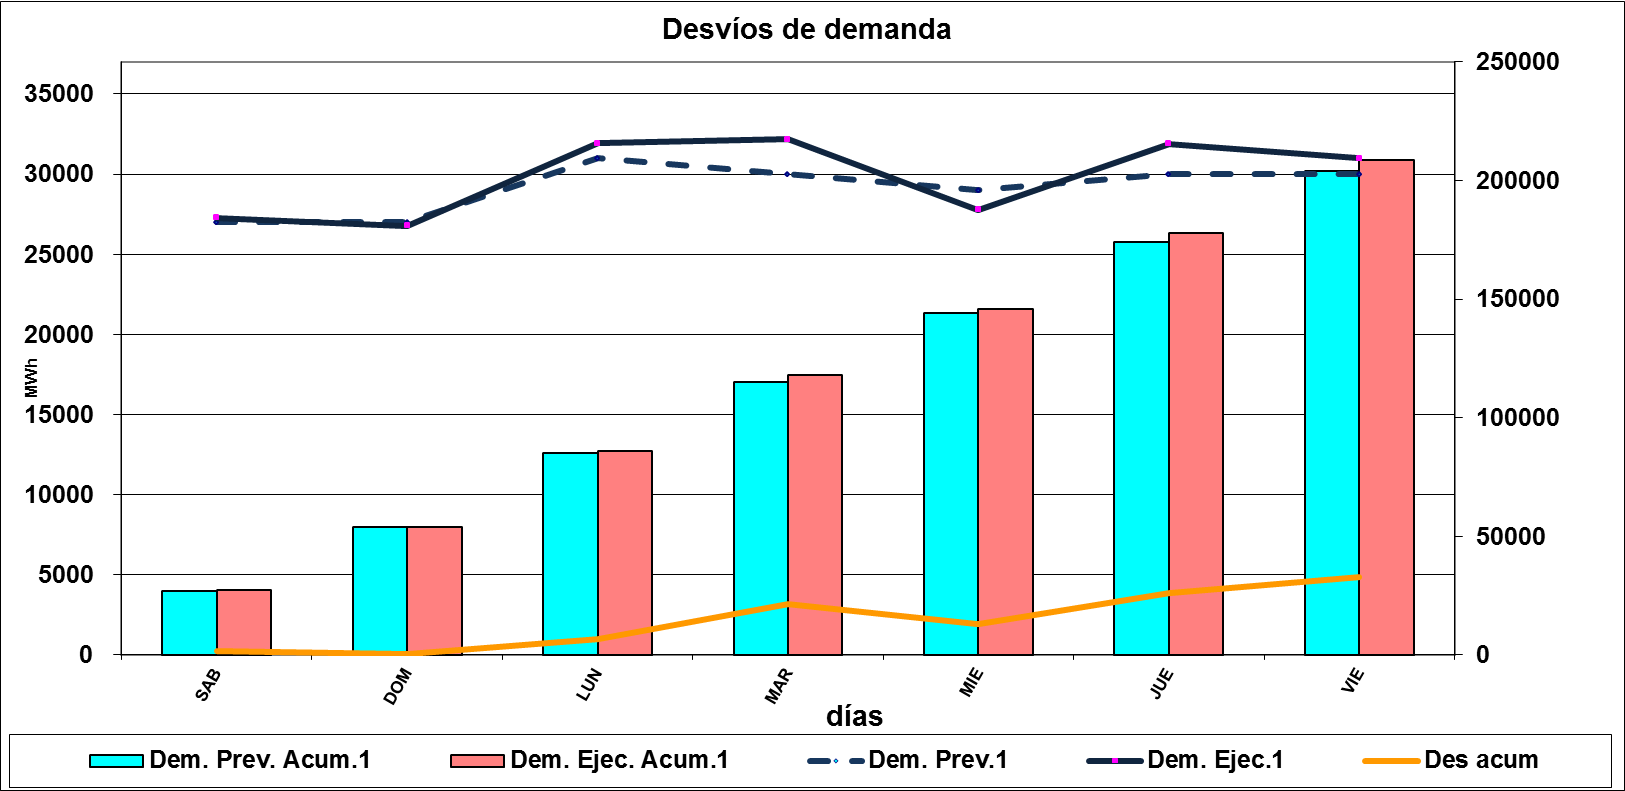 Desvíos de demanda
35000
30000
25000
20000
15000
10000
5000
0
MWh
250000
200000
150000
100000
50000
0
SAB
DOM
LUN
MAR
MIE
JUE
VIE
días
Dem. Prev. Acum.1
Dem. Ejec. Acum.1
Dem. Prev.1
Dem. Ejec.1
Des acum